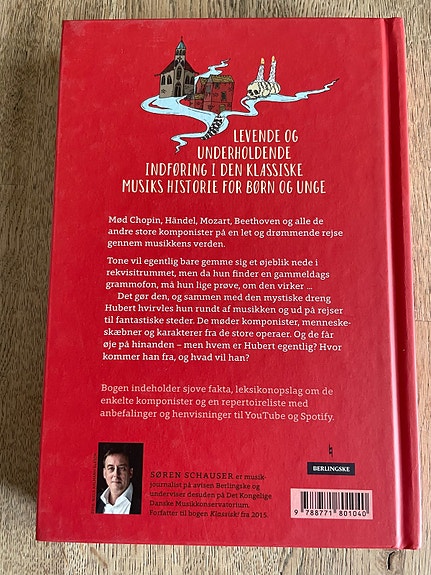 LEVENDE OG
UNDERHOLDENDE
INDFØRING I DEN KLASSISKE
MUSIKS HISTORIE FOR BØRN OG UNGE
Mød Chopin, Händel, Mozart, Beethoven og alle de
andre store komponister på en let og drømmende rejse
gennem musikkens verden.
Tone vil egentlig bare gemme sig et øjeblik nede i
rekvisitrummet, men da hun finder en gammeldags
grammofon, må hun lige prøve, om den virker ...
Det gør den, og sammen med den mystiske dreng
Hubert hvirvles hun rundt af musikken og ud på rejser
til fantastiske steder. De møder komponister, menneske-
skæbner og karakterer fra de store operaer. Og de får
øje på hinanden – men hvem er Hubert egentlig? Hvor
kommer han fra, og hvad vil han?
Bogen indeholder sjove fakta, leksikonopslag om de
enkelte komponister og en repertoireliste med
anbefalinger og henvisninger til YouTube og Spotify.
SØREN SCHAUSER er musik-
journalist på avisen Berlingske og
underviser desuden på Det Kongelige
Danske Musikkonservatorium.
Forfatter til bogen Klassisk! fra 2015.
BERLINGSKE
9 788771 801040